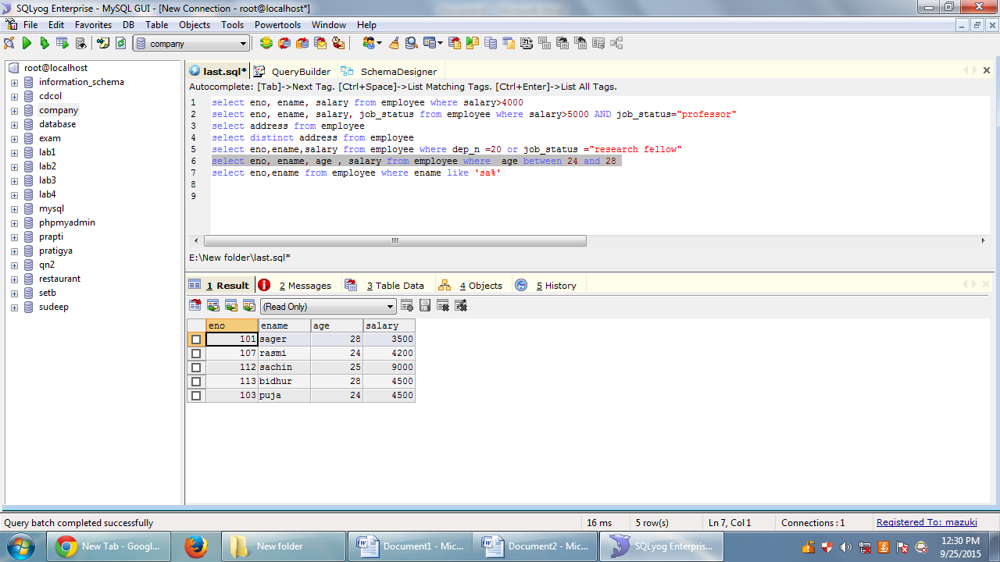 SQLyog Enterprise - MySQL GUI - [New Connection - root@localhost*]
File Edit Favorites DB Table Objects Tools Powertools Window Help
company
root@localhost
information_schema
cdcol
company
database
exam
lab1
lab2
lab3
lab4
mysql
phpmyadmin
prapti
pratigya
qn2
restaurant
setb
sudeep
last.sql* QueryBuilder SchemaDesigner
Autocomplete: [Tab]->Next Tag. [Ctrl+Space]->List Matching Tags. [Ctrl+Enter]->List All Tags.
1 select eno, ename, salary from employee where salary>4000
2 select eno, ename, salary, job_status from employee where salary>5000 AND job_status="professor"
3 select address from employee
4 select distinct address from employee
5 select eno,ename,salary from employee where dep_n =20 or job_status ="research fellow"
6 select eno, ename, age , salary from employee where  age between 24 and 28
7 select eno,ename from employee where ename like 'sa%'
8
9
E:\New folder\last.sql*
1 Result 2 Messages 3 Table Data 4 Objects 5 History
(Read Only)
eno ename age salary
101 sager 28 3500
107 rasmi 24 4200
112 sachin 25 9000
113 bidhur 28 4500
103 puja 24 4500
Query batch completed successfully 16 ms 5 row(s) Ln 7, Col 1 Connections : 1 Registered To: mazuki
New Tab - Googl... New folder Document1 - Mic... Document2 - Mic... SQLyog Enterpris... 12:30 PM
9/25/2015